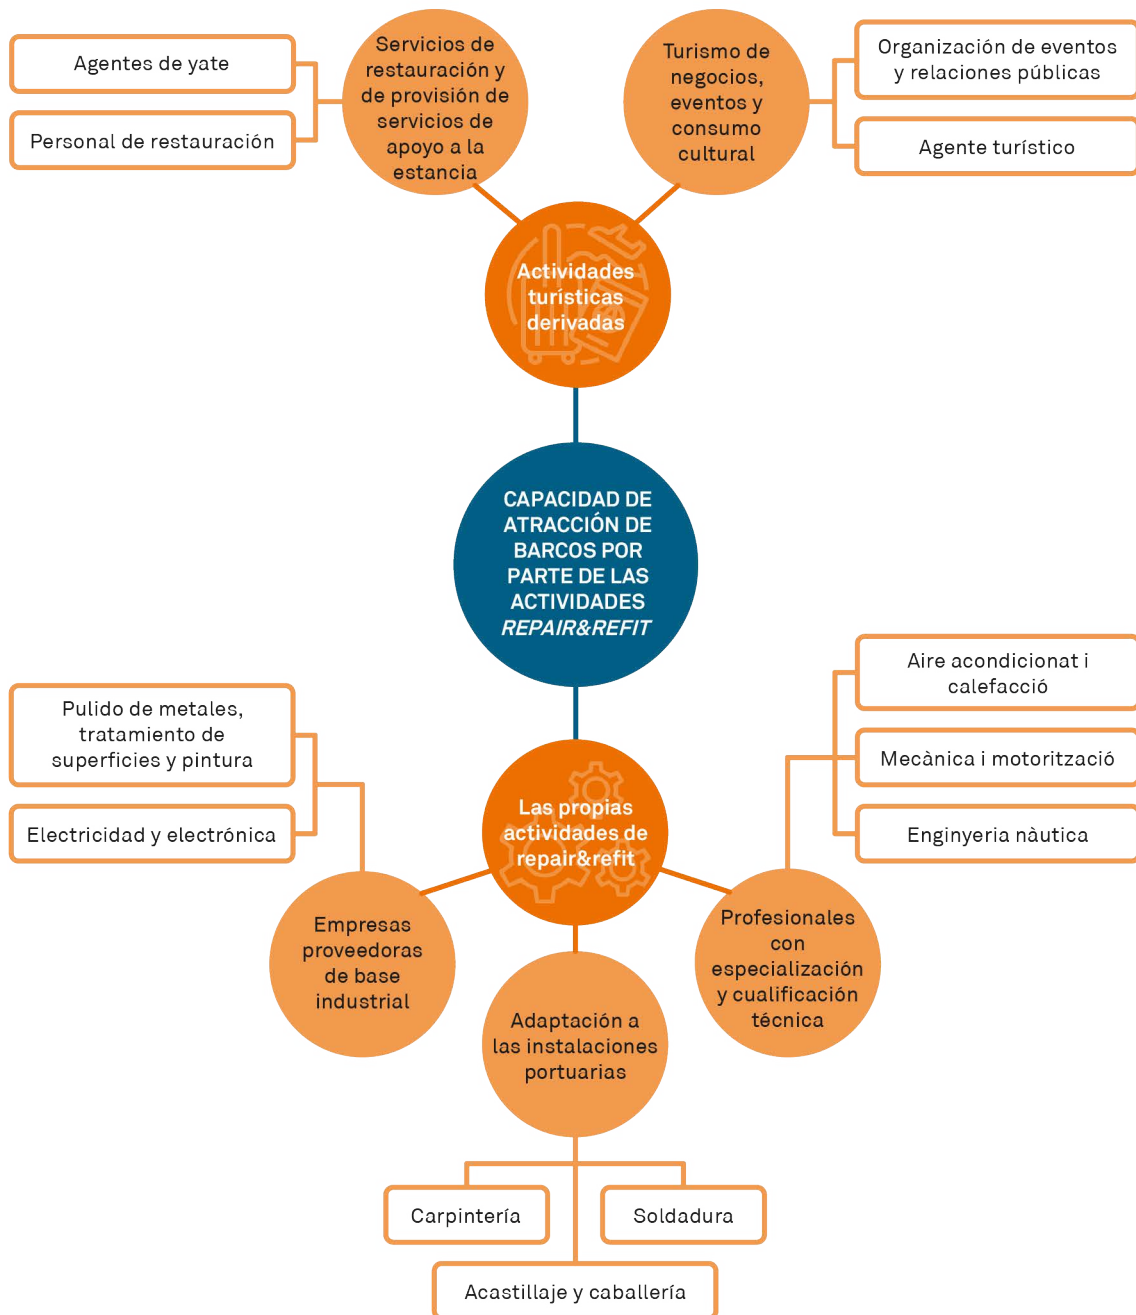 Agentes de yate
Personal de restauración
Servicios de
restauración y
de provisión de
servicios de
apoyo a la
estancia
Turismo de
negocios,
eventos y
consumo
cultural
Organización de eventos
y relaciones públicas
Agente turístico
Actividades
turísticas
derivadas
CAPACIDAD DE
ATRACCIÓN DE
BARCOS POR
PARTE DE LAS
ACTIVIDADES
REPAIR&REFIT
Aire acondicionat i
calefacció
Mecànica i motorització
Enginyeria nàutica
Pulido de metales,
tratamiento de
superficies y pintura
Electricidad y electrónica
Las propias
actividades de
repair&refit
Empresas
proveedoras
de base
industrial
Adaptación a
las instalaciones
portuarias
Profesionales
con
especialización
y cualificación
técnica
Carpintería
Soldadura
Acastillaje y caballería